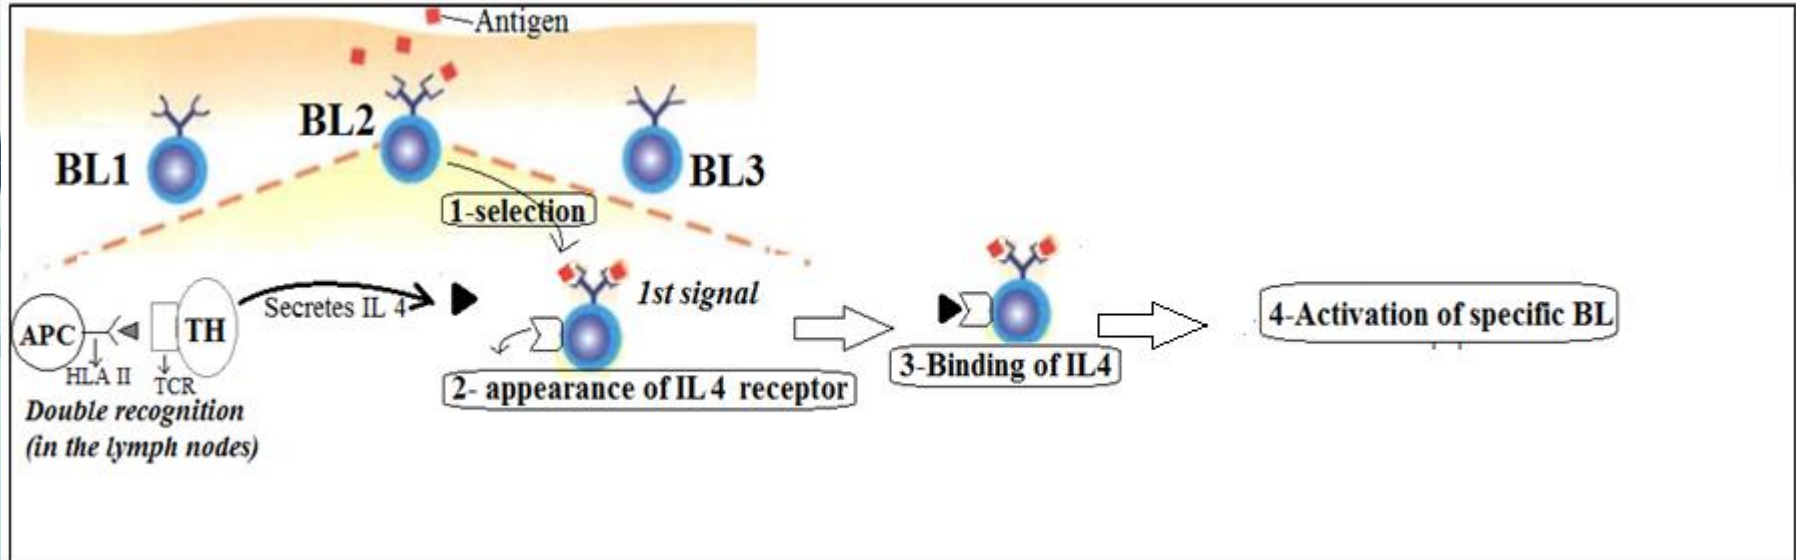 Antigen
BL1
BL2
BL3
1-selection
APC
HLA II
TCR
TH
Secretes IL 4
Double recognition
(in the lymph nodes)
1st signal
2- appearance of IL 4 receptor
3-Binding of IL4
4-Activation of specific BL